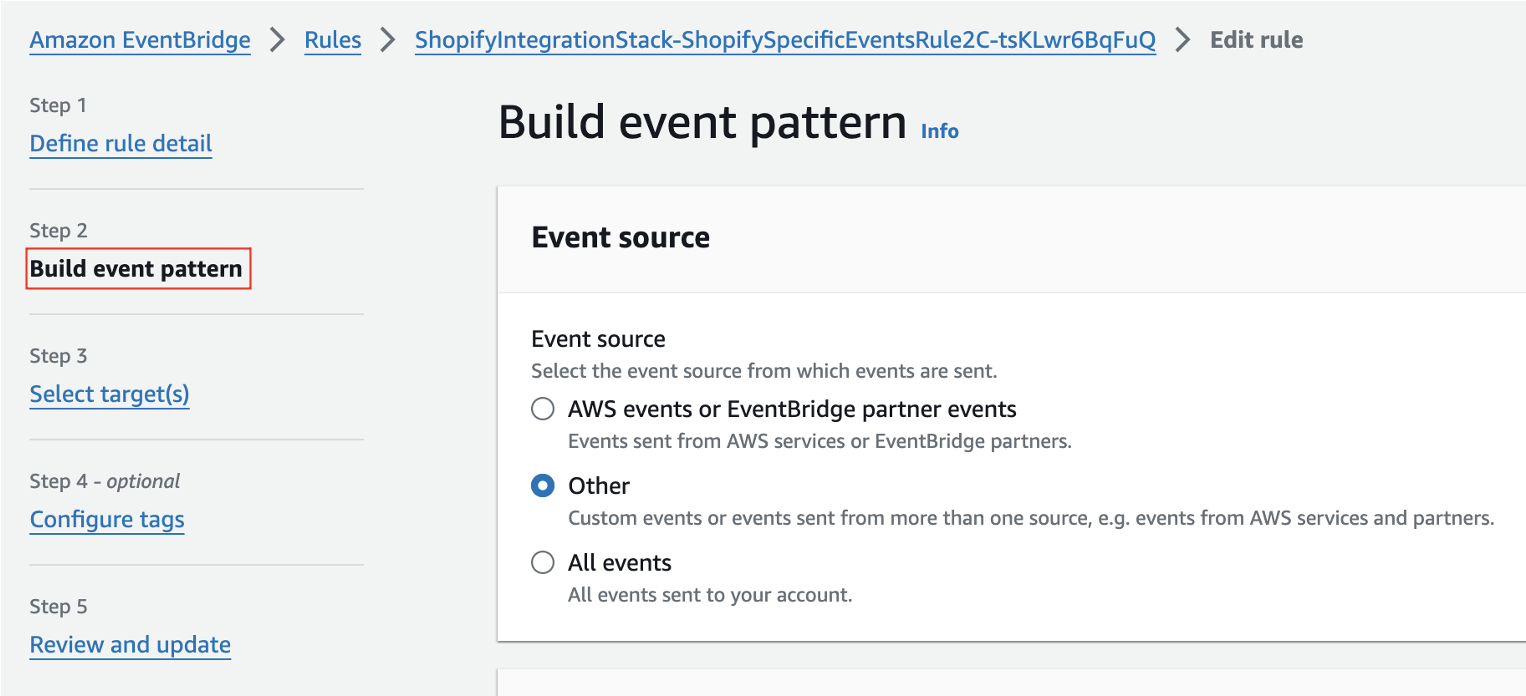 Amazon EventBridge > Rules > ShopifyIntegrationStack-ShopifySpecificEventsRule2C-tsKLwr6BqFuQ > Edit rule
Step 1
Define rule detail
Step 2
Build event pattern
Step 3
Select target(s)
Step 4 - optional
Configure tags
Step 5
Review and update
Build event pattern Info
Event source
Event source
Select the event source from which events are sent.
AWS events or EventBridge partner events
Events sent from AWS services or EventBridge partners.
Other
Custom events or events sent from more than one source, e.g. events from AWS services and partners.
All events
All events sent to your account.